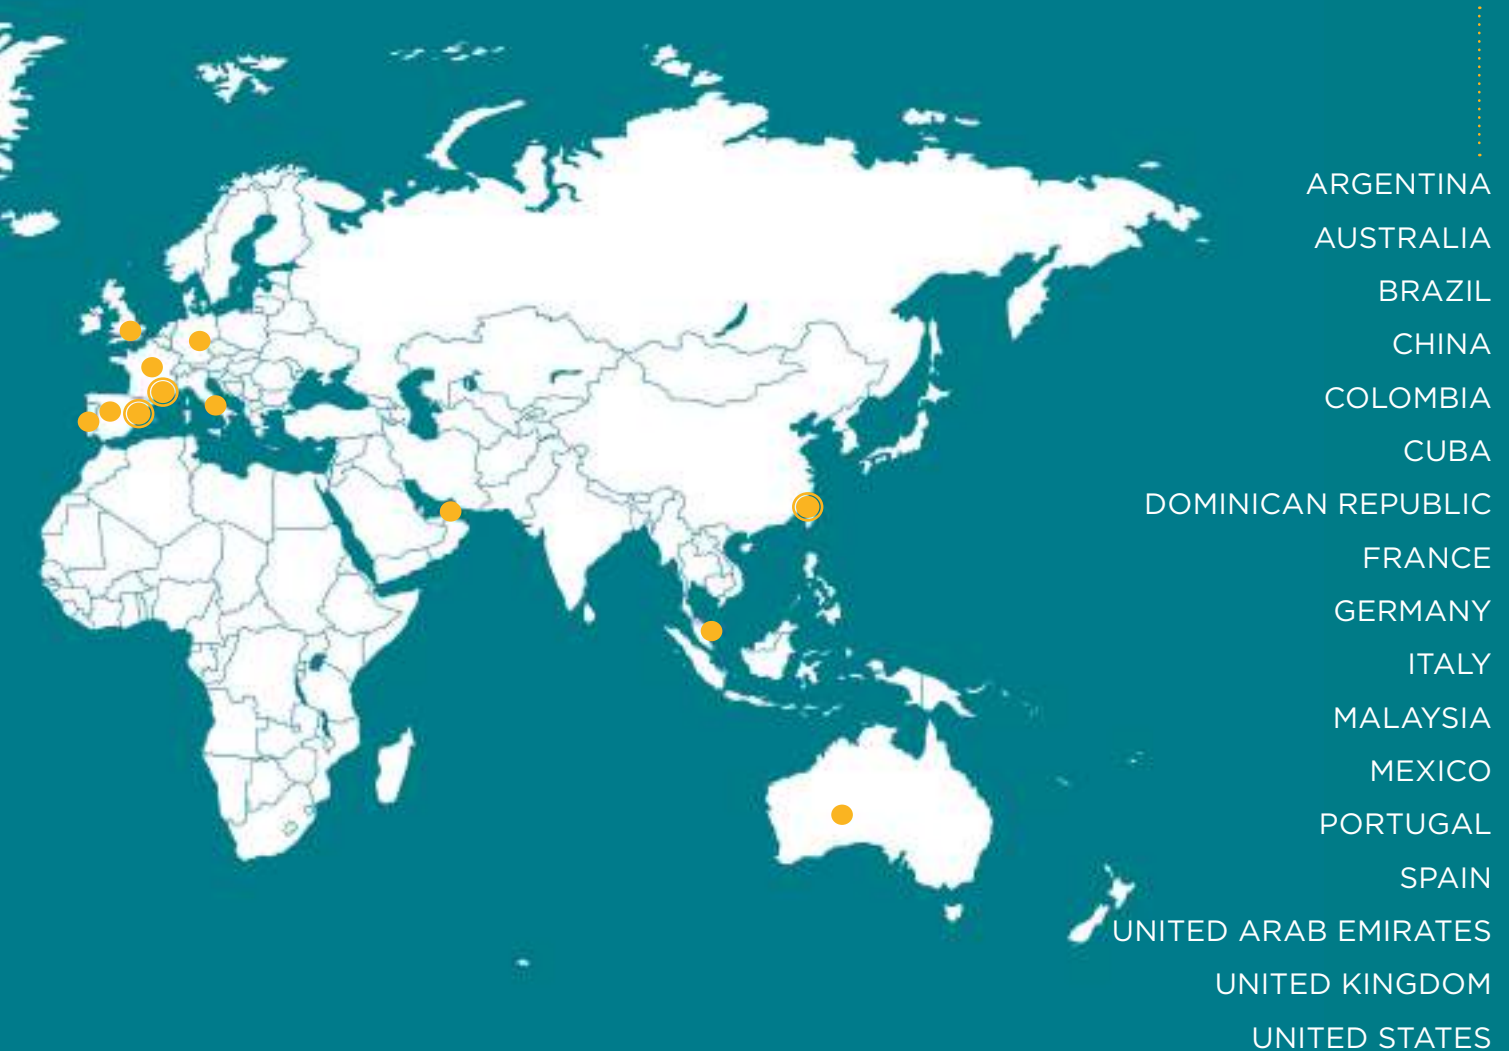 ARGENTINA
AUSTRALIA
BRAZIL
CHINA
COLOMBIA
CUBA
DOMINICAN REPUBLIC
FRANCE
GERMANY
ITALY
MALAYSIA
MEXICO
PORTUGAL
SPAIN
UNITED ARAB EMIRATES
UNITED KINGDOM
UNITED STATES